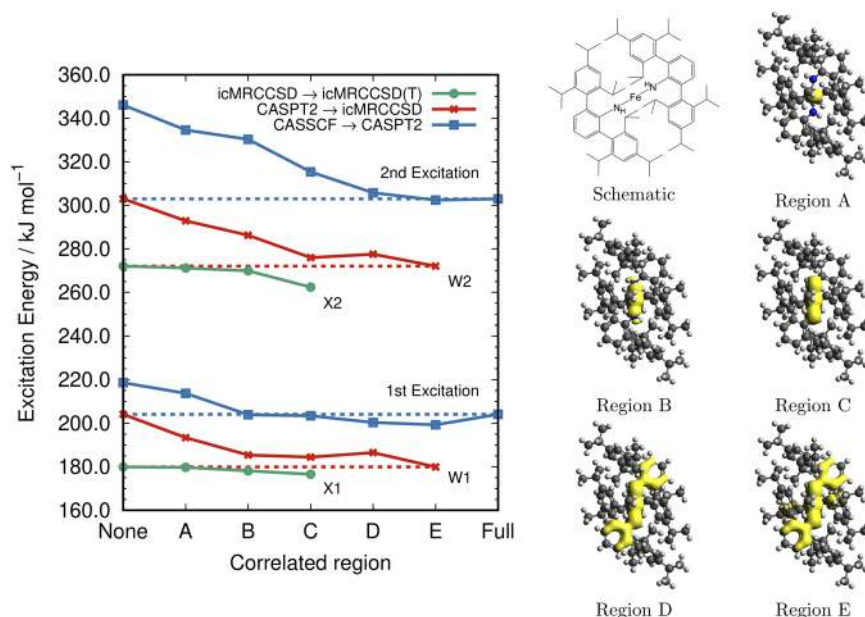 360.0
340.0
320.0
300.0
280.0
260.0
240.0
220.0
200.0
180.0
160.0
Excitation Energy / kJ mol⁻¹
icMRCCSD → icMRCCSD(T)
CASPT2 → icMRCCSD
CASSCF → CASPT2
2nd Excitation
W2
X2
1st Excitation
W1
X1
None A B C D E Full
Correlated region
Fe
HN
NH
Schematic
Region A
Region B
Region C
Region D
Region E